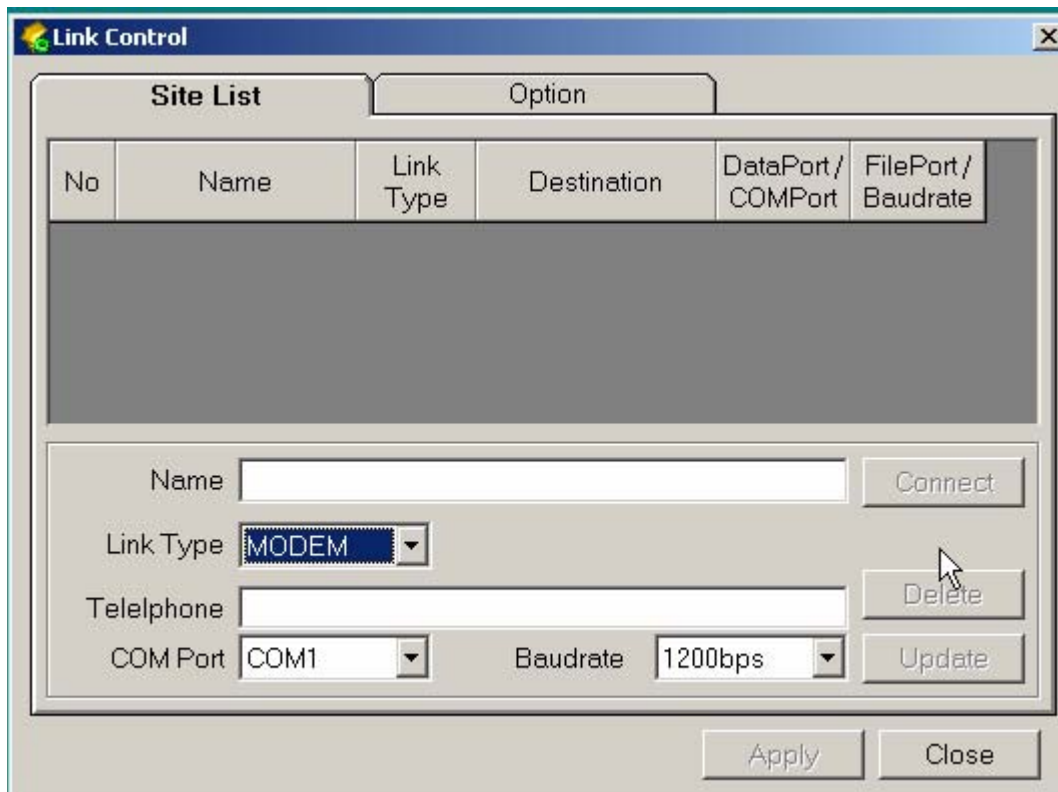 Link Control
Site List Option
No Name Link Type Destination DataPort / COMPort FilePort / Baudrate
Name Connect
Link Type MODEM
Telelphone Delete
COM Port COM1 Baudrate 1200bps Update
Apply Close